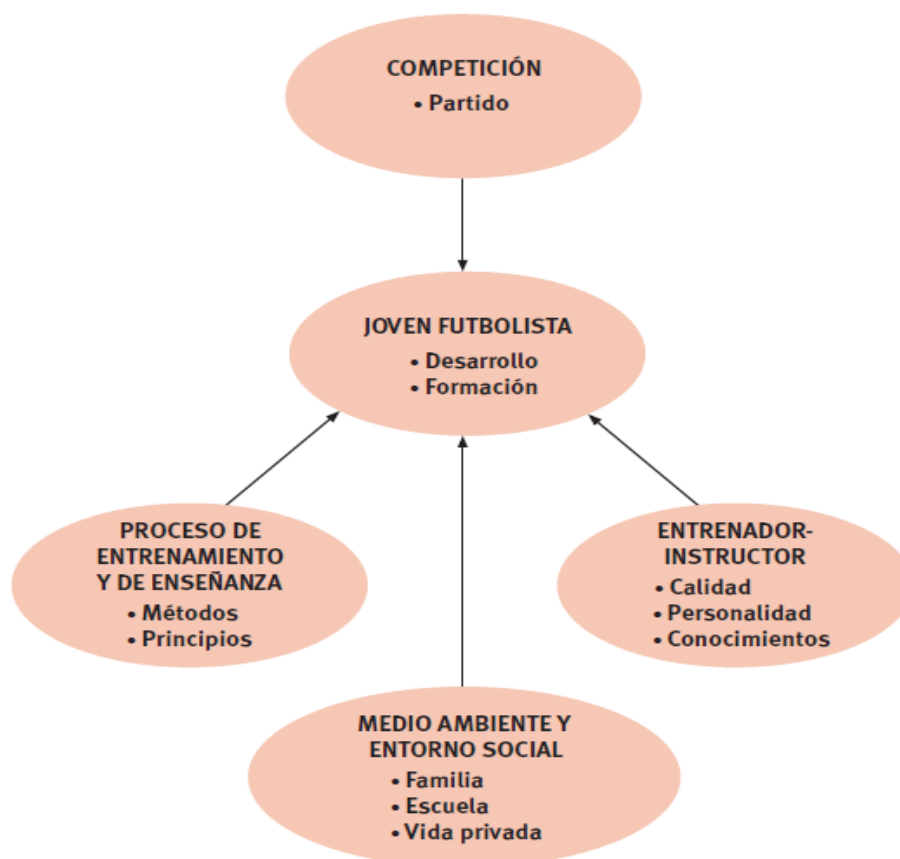 COMPETICIÓN
• Partido
JOVEN FUTBOLISTA
• Desarrollo
• Formación
PROCESO DE
ENTRENAMIENTO
Y DE ENSEÑANZA
• Métodos
• Principios
ENTRENADOR-
INSTRUCTOR
• Calidad
• Personalidad
• Conocimientos
MEDIO AMBIENTE Y
ENTORNO SOCIAL
• Familia
• Escuela
• Vida privada